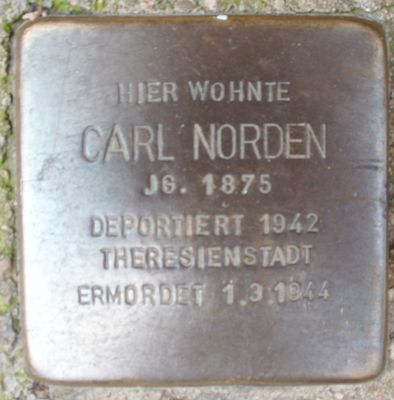 HIER WOHNTE
CARL NORDEN
JG. 1875
DEPORTIERT 1942
THERESIENSTADT
ERMORDET 1.3.1944